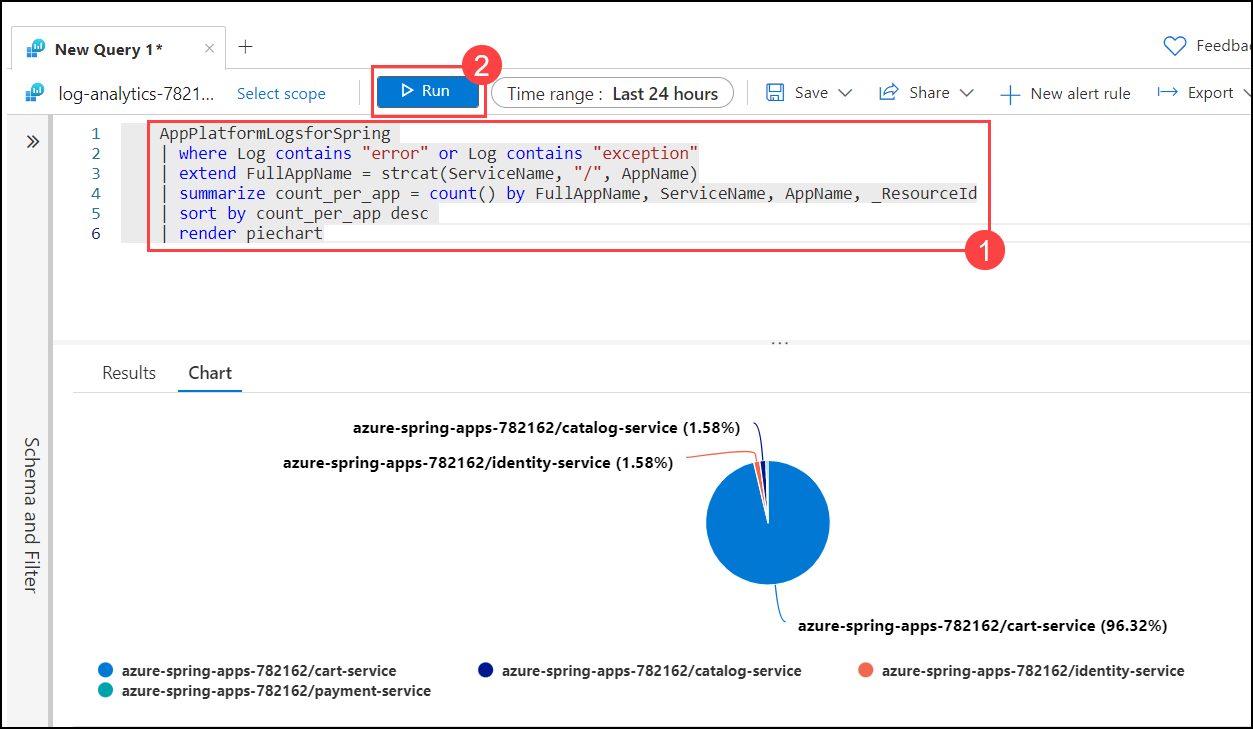 New Query 1*
Feedba
log-analytics-7821...
Select scope
Run
2
Time range : Last 24 hours
Save
Share
New alert rule
Export
1 AppPlatformLogsforSpring
2 | where Log contains "error" or Log contains "exception"
3 | extend FullAppName = strcat(ServiceName, "/", AppName)
4 | summarize count_per_app = count() by FullAppName, ServiceName, AppName, _ResourceId
5 | sort by count_per_app desc
6 | render piechart
1
Schema and Filter
Results
Chart
azure-spring-apps-782162/catalog-service (1.58%)
azure-spring-apps-782162/identity-service (1.58%)
azure-spring-apps-782162/cart-service (96.32%)
azure-spring-apps-782162/cart-service
azure-spring-apps-782162/catalog-service
azure-spring-apps-782162/identity-service
azure-spring-apps-782162/payment-service